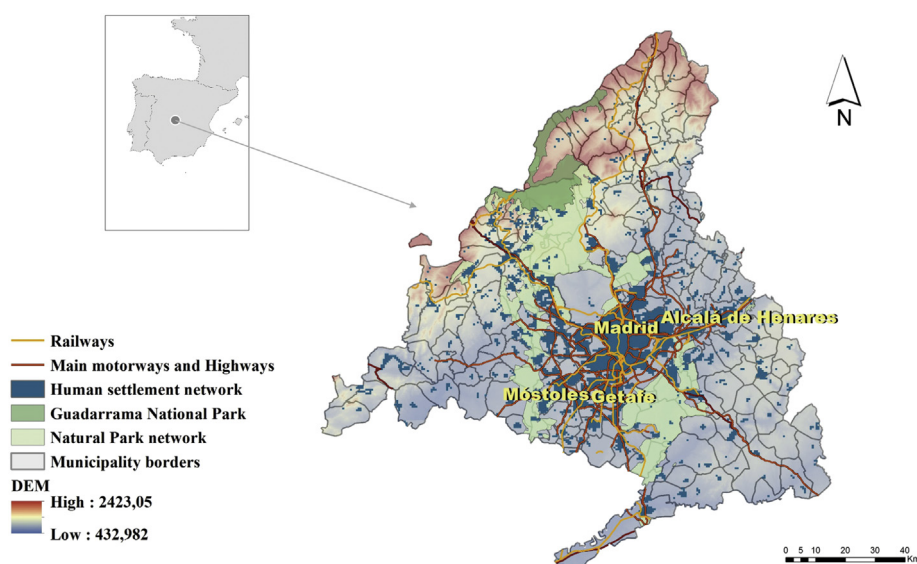 N
Madrid
Alcalá de Henares
Móstoles
Getafe
Railways
Main motorways and Highways
Human settlement network
Guadarrama National Park
Natural Park network
Municipality borders
DEM
High : 2423,05
Low : 432,982
0 5 10 20 30 40
Km